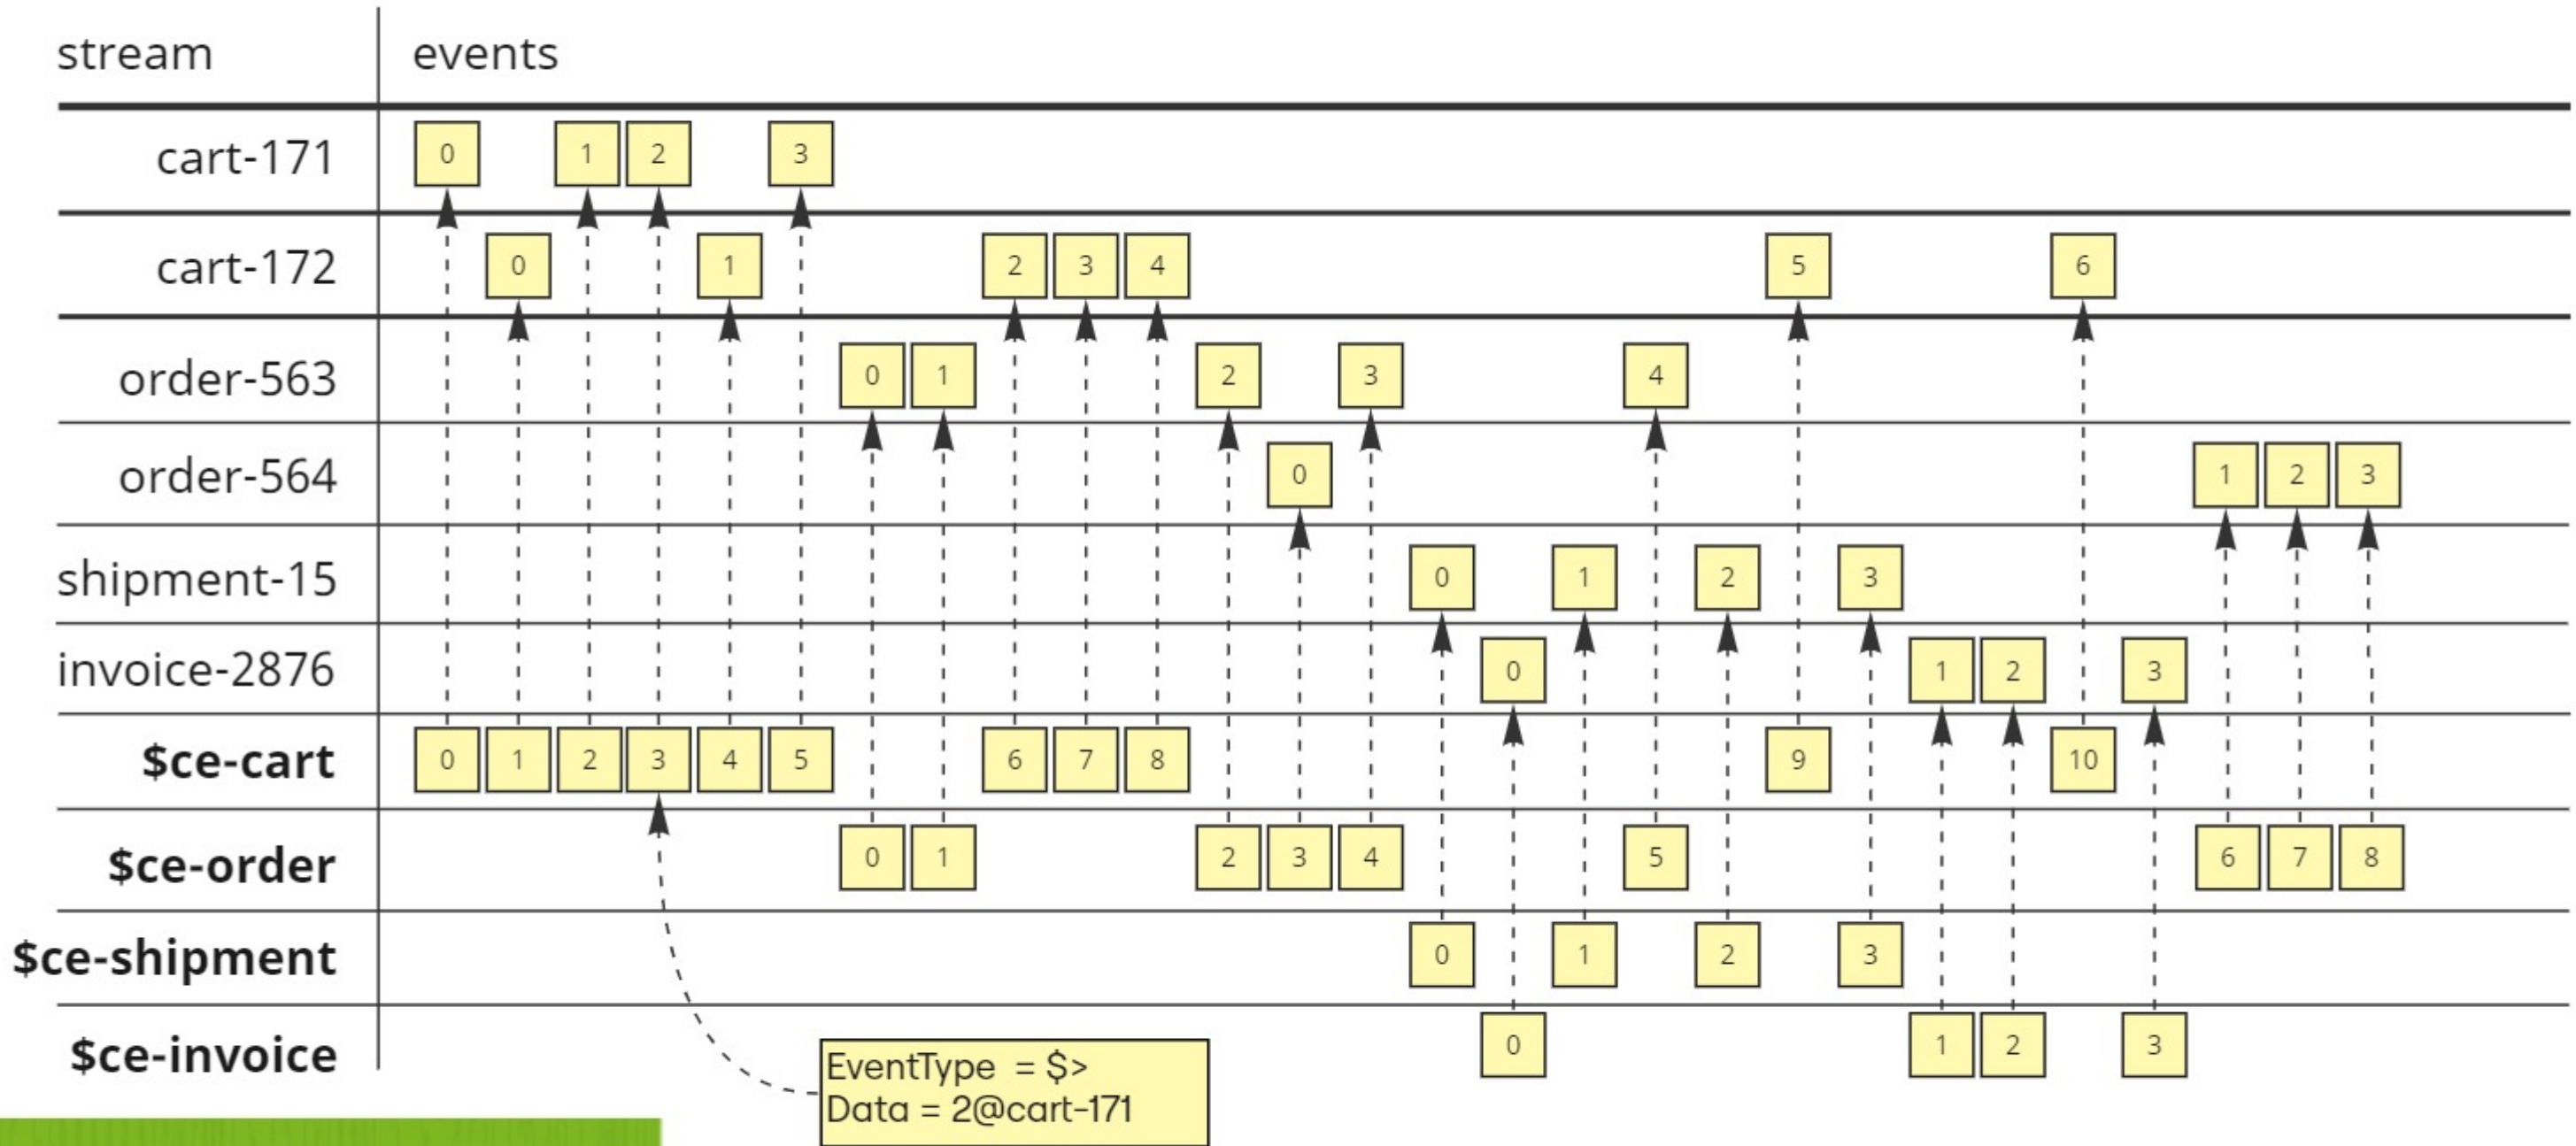 stream events
cart-171 0 1 2 3
cart-172 0 1 2 3 4 5 6
order-563 0 1 2 3 4
order-564 0 1 2 3
shipment-15 0 1 2 3
invoice-2876 0 1 2 3
$ce-cart 0 1 2 3 4 5 6 7 8 9 10
$ce-order 0 1 2 3 4 5 6 7 8
$ce-shipment 0 1 2 3
$ce-invoice 0 1 2 3
EventType = $>
Data = 2@cart-171